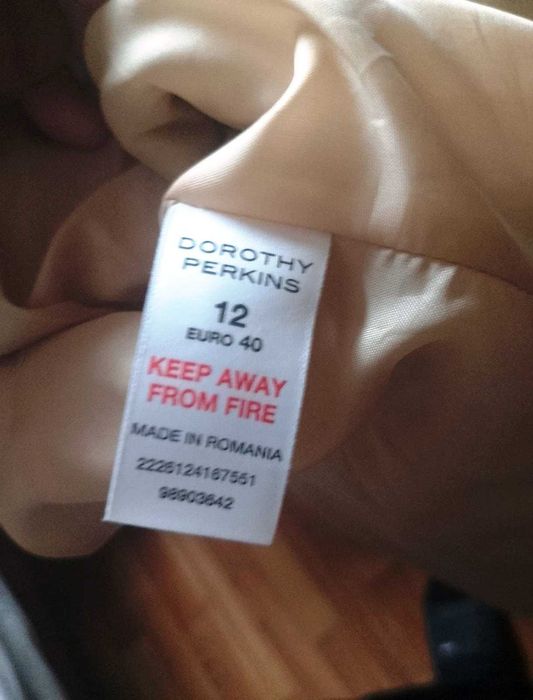 DOROTHY
PERKINS
12
EURO 40
KEEP AWAY
FROM FIRE
MADE IN ROMANIA
2226124167551
98903642